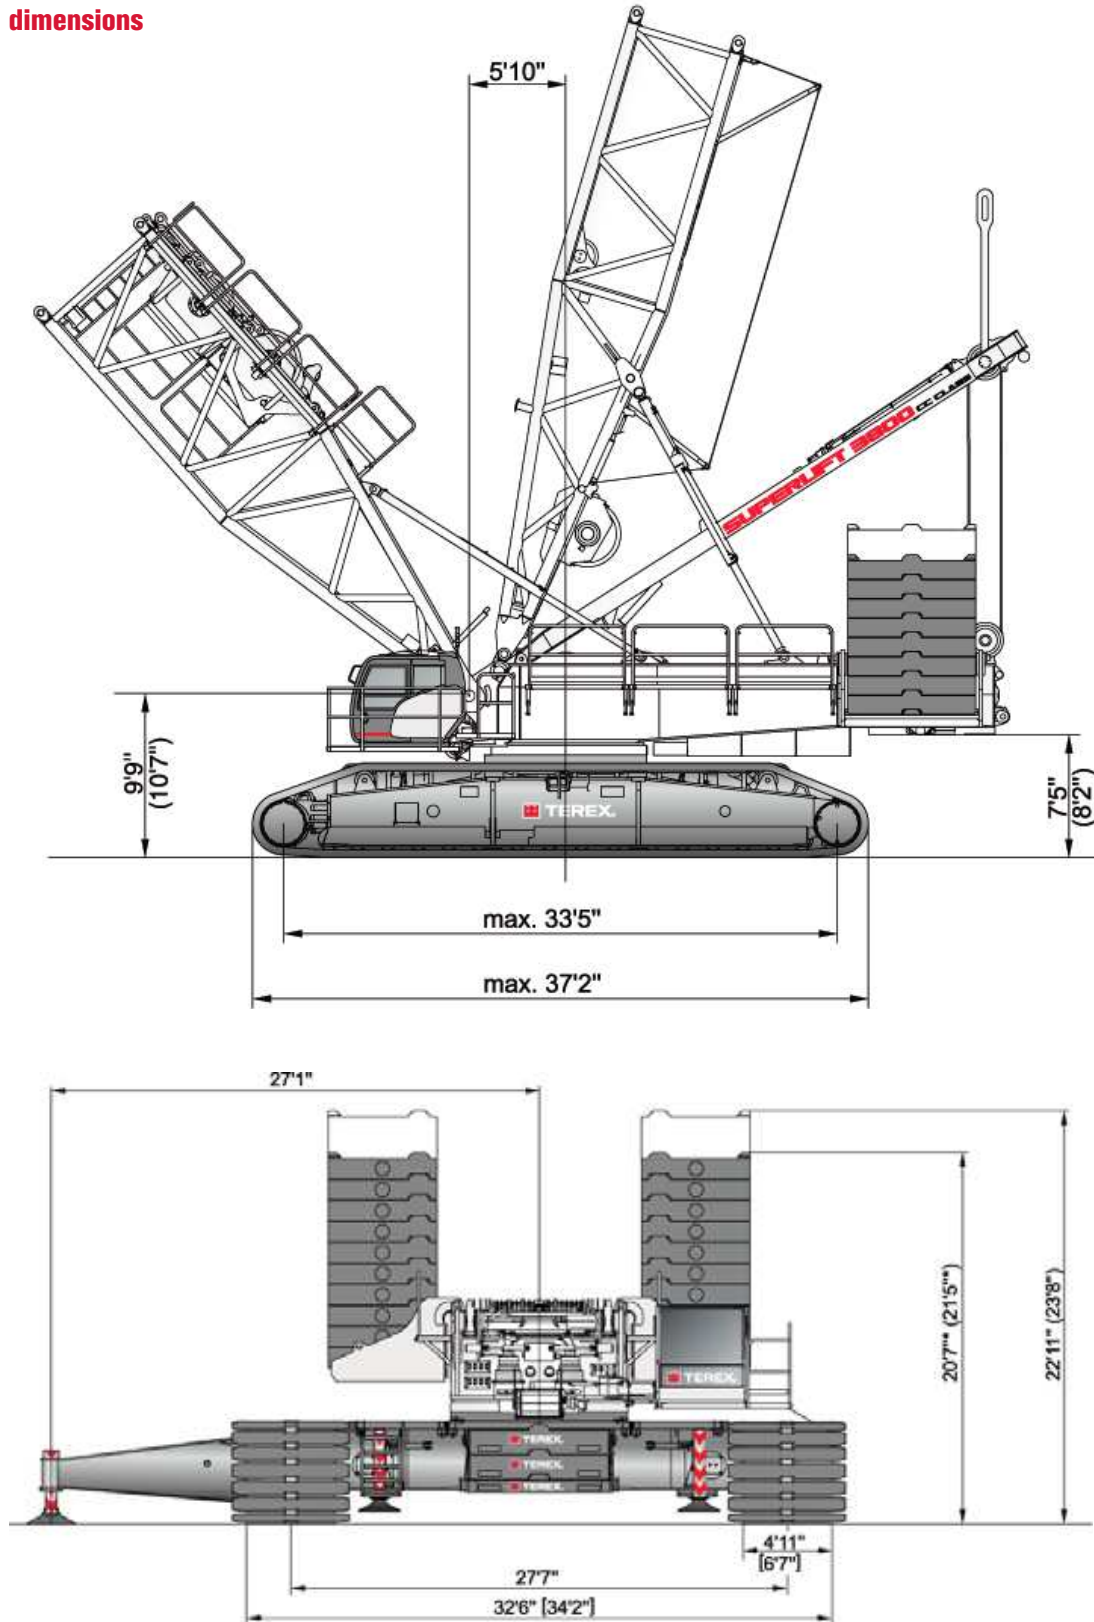 dimensions
5'10"
SUPERLIFT 3800 CC CLASS
9'9"
(10'7")
TEREX.
7'5"
(8'2")
max. 33'5"
max. 37'2"
27'1"
20'7"* (21'5"*)
22'11" (23'8")
TEREX.
TEREX.
TEREX.
TEREX.
4'11"
[6'7"]
27'7"
32'6" [34'2"]